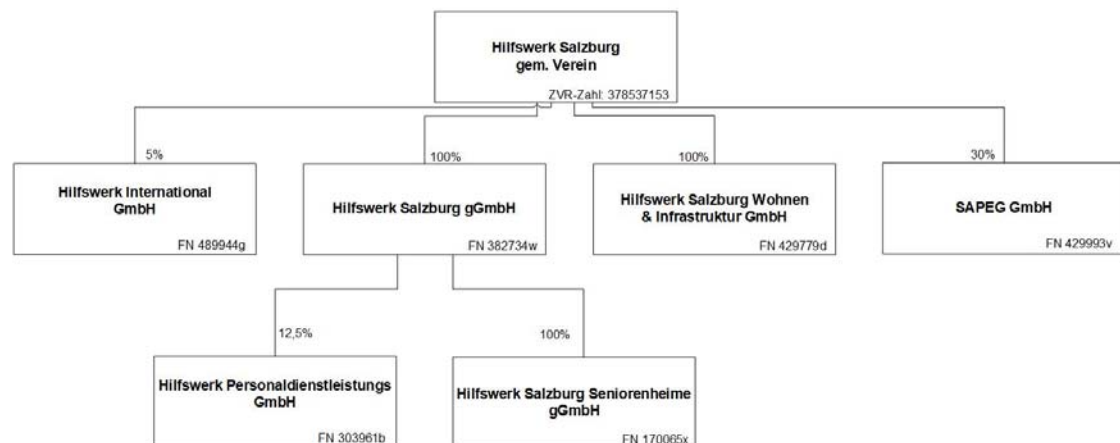 Hilfswerk Salzburg
gem. Verein
ZVR-Zahl: 378537153
5%
100%
100%
30%
Hilfswerk International
GmbH
FN 489944g
Hilfswerk Salzburg gGmbH
FN 382734w
Hilfswerk Salzburg Wohnen
& Infrastruktur GmbH
FN 429779d
SAPEG GmbH
FN 429993v
12,5%
100%
Hilfswerk Personaldienstleistungs
GmbH
FN 303961b
Hilfswerk Salzburg Seniorenheime
gGmbH
FN 170065x